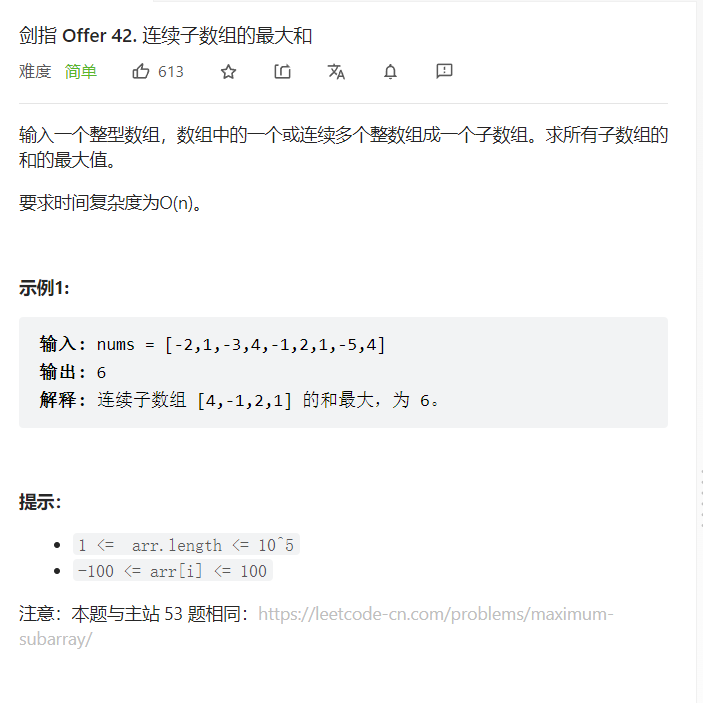 剑指 Offer 42. 连续子数组的最大和
难度 简单 613
输入一个整型数组，数组中的一个或连续多个整数组成一个子数组。求所有子数组的
和的最大值。
要求时间复杂度为O(n)。
示例1:
输入: nums = [-2,1,-3,4,-1,2,1,-5,4]
输出: 6
解释: 连续子数组 [4,-1,2,1] 的和最大，为 6。
提示:
1 <=  arr.length <= 10^5
-100 <= arr[i] <= 100
注意：本题与主站 53 题相同：https://leetcode-cn.com/problems/maximum-
subarray/